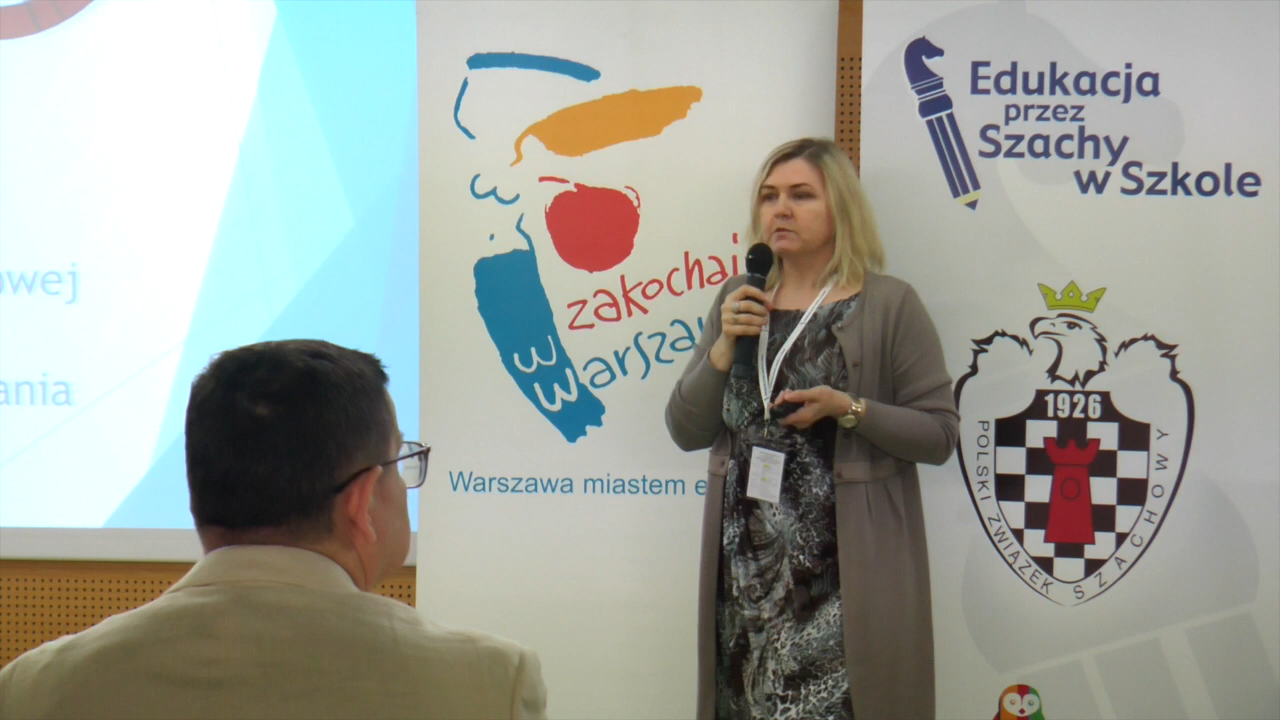 owej
ania
zakochaj
Warsza
Warszawa miastem e
Edukacja
przez
Szachy
w Szkole
1926
POLSKI ZWIĄZEK SZACHOWY